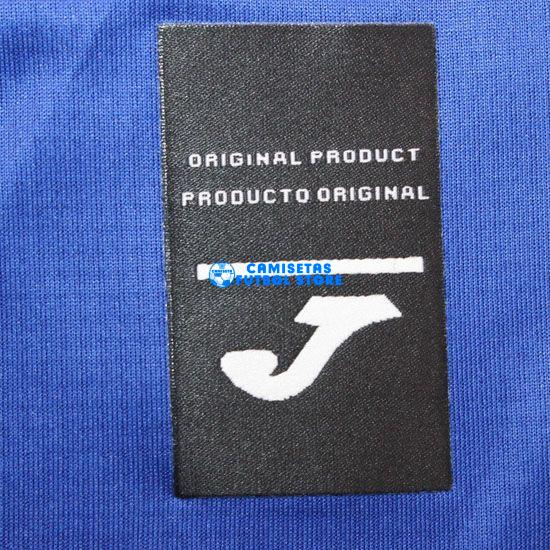 ORIGINAL PRODUCT
PRODUCTO ORIGINAL
CAMISETAS
FUTBOL STORE
J